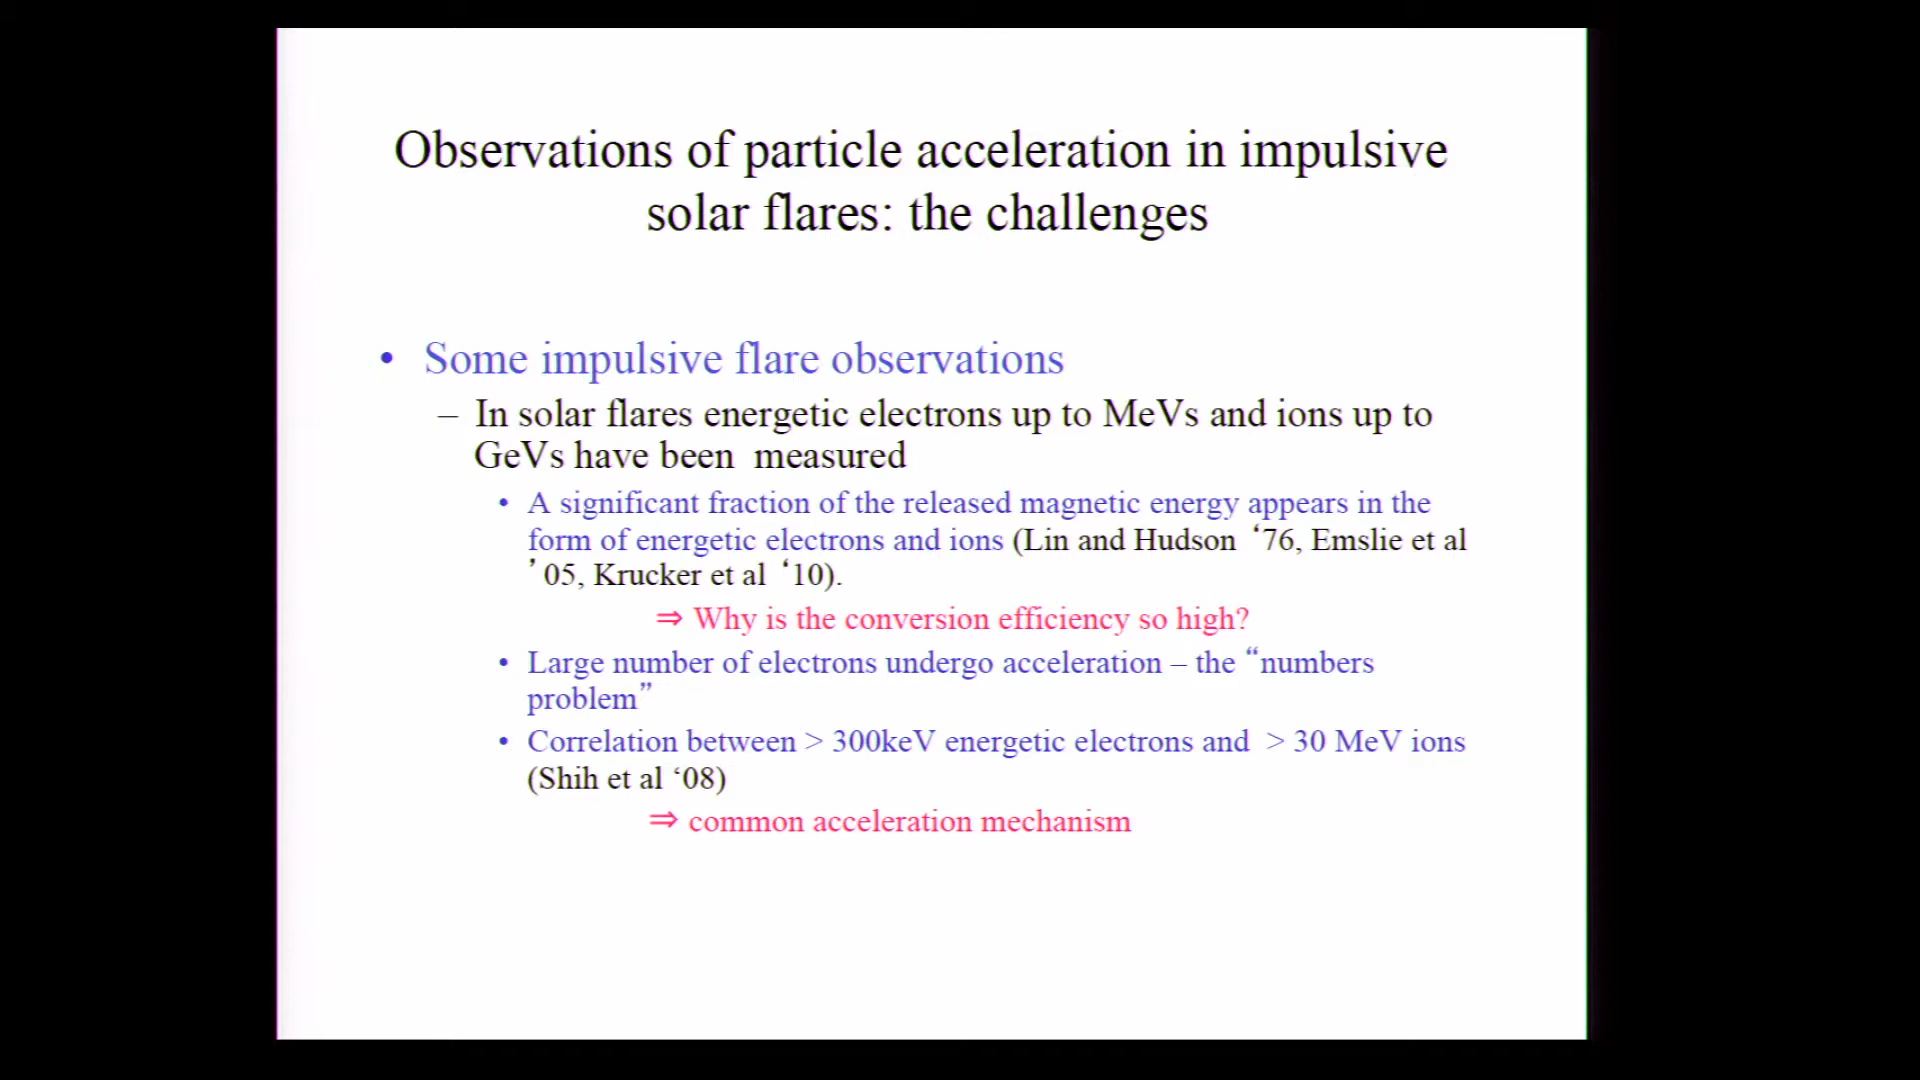 Observations of particle acceleration in impulsive
solar flares: the challenges
• Some impulsive flare observations
– In solar flares energetic electrons up to MeVs and ions up to
GeVs have been  measured
• A significant fraction of the released magnetic energy appears in the
form of energetic electrons and ions (Lin and Hudson ‘76, Emslie et al
’05, Krucker et al ‘10).
⇒ Why is the conversion efficiency so high?
• Large number of electrons undergo acceleration – the “numbers
problem”
• Correlation between > 300keV energetic electrons and  > 30 MeV ions
(Shih et al ‘08)
⇒ common acceleration mechanism